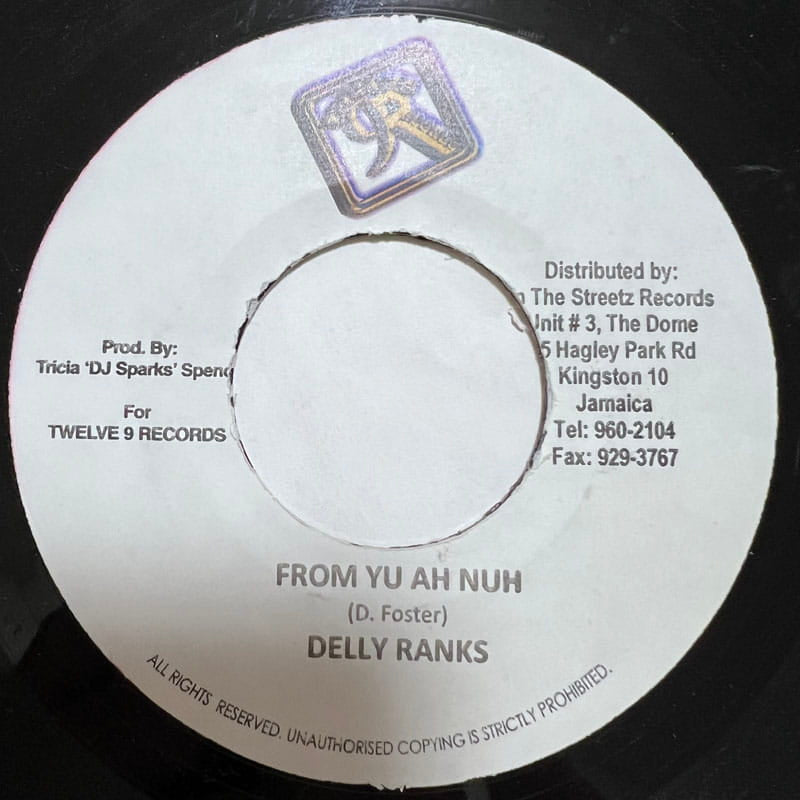 9R
Prod. By:
Tricia 'DJ Sparks'
For
TWELVE 9 RECORDS
Distributed by:
The Streetz Records
# 3, The Dome
Hagley Park Rd
Kingston 10
Jamaica
Tel: 960-2104
Fax: 929-3767
FROM YU AH NUH
(D. Foster)
DELLY RANKS
ALL RIGHTS RESERVED. UNAUTHORISED COPYING IS STRICTLY PROHIBITED.